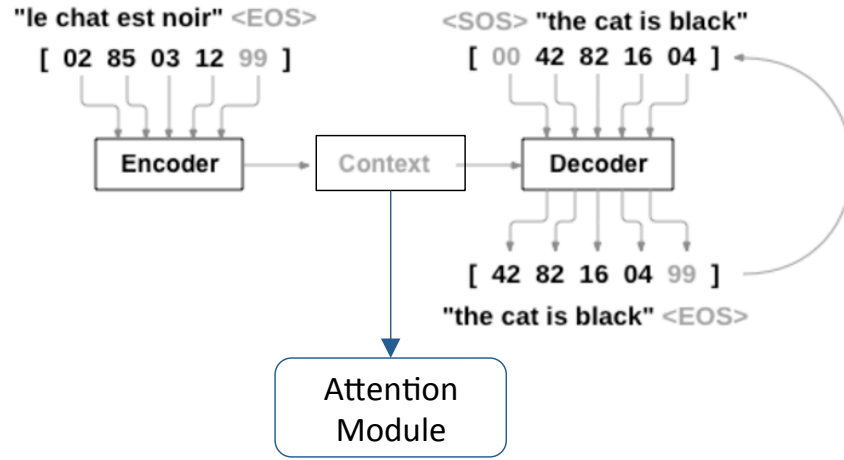 "le chat est noir" <EOS>
[ 02 85 03 12 99 ]
<SOS> "the cat is black"
[ 00 42 82 16 04 ]
Encoder
Context
Decoder
[ 42 82 16 04 99 ]
"the cat is black" <EOS>
Attention
Module